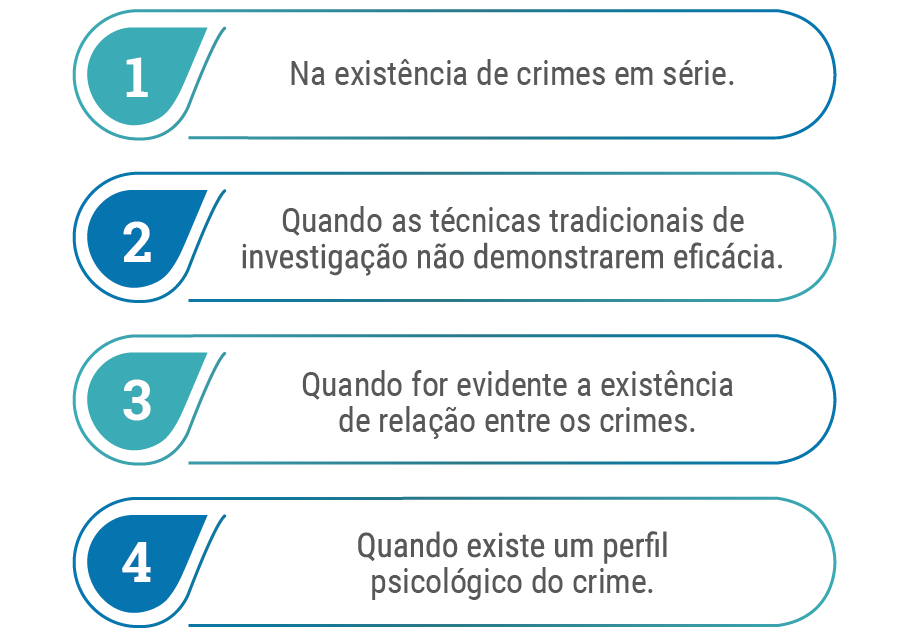 1
Na existência de crimes em série.
2
Quando as técnicas tradicionais de
investigação não demonstrarem eficácia.
3
Quando for evidente a existência
de relação entre os crimes.
4
Quando existe um perfil
psicológico do crime.